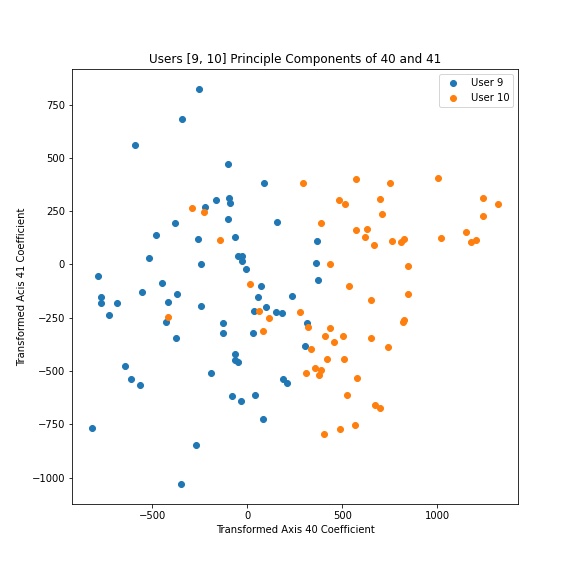 Users [9, 10] Principle Components of 40 and 41
User 9
User 10
Transformed Acis 41 Coefficient
750
500
250
0
−250
−500
−750
−1000
−500
0
500
1000
Transformed Axis 40 Coefficient